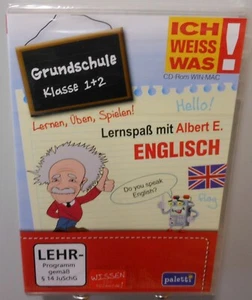 Grundschule
Klasse 1+2
ICH
WEISS
WAS!
CD-Rom WIN MAC
Hello!
Lernen, Üben, Spielen!
Lernspaß mit Albert E.
ENGLISCH
Do you speak
English?
LEHR-
Programm
gemäß
§ 14 JuSchG
WISSEN
paletti